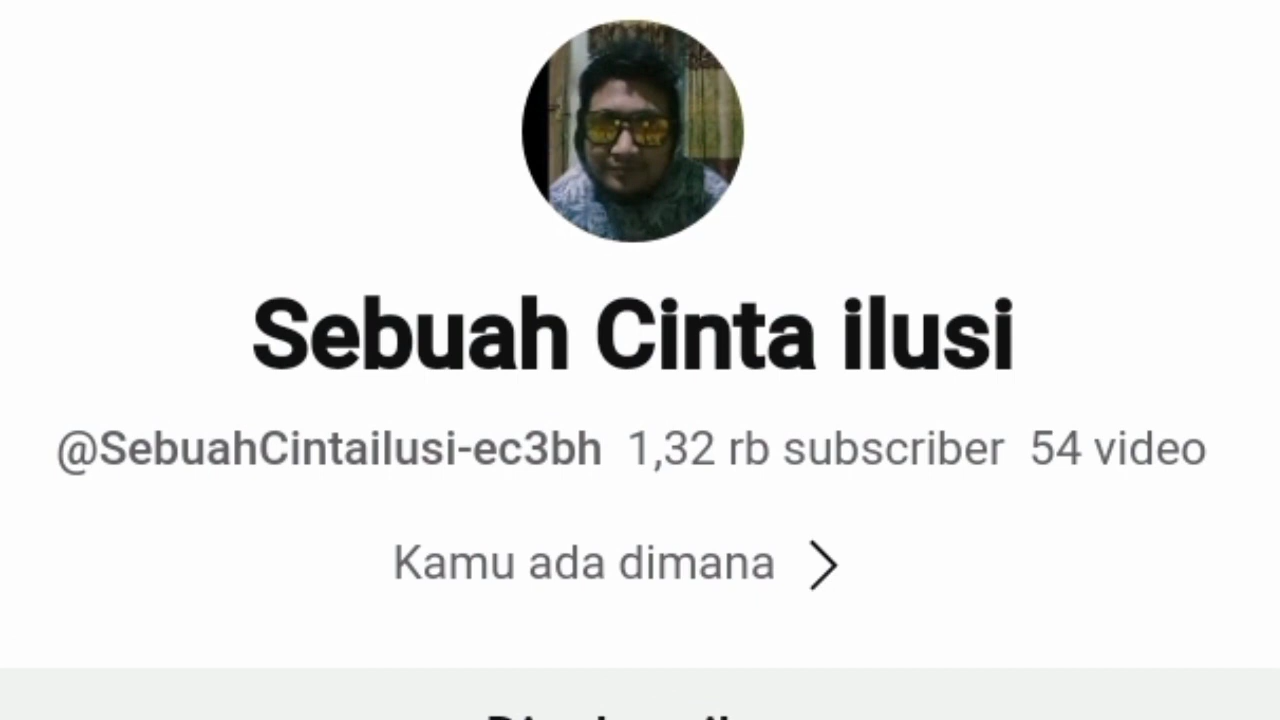 Sebuah Cinta ilusi
@SebuahCintailusi-ec3bh 1,32 rb subscriber 54 video
Kamu ada dimana